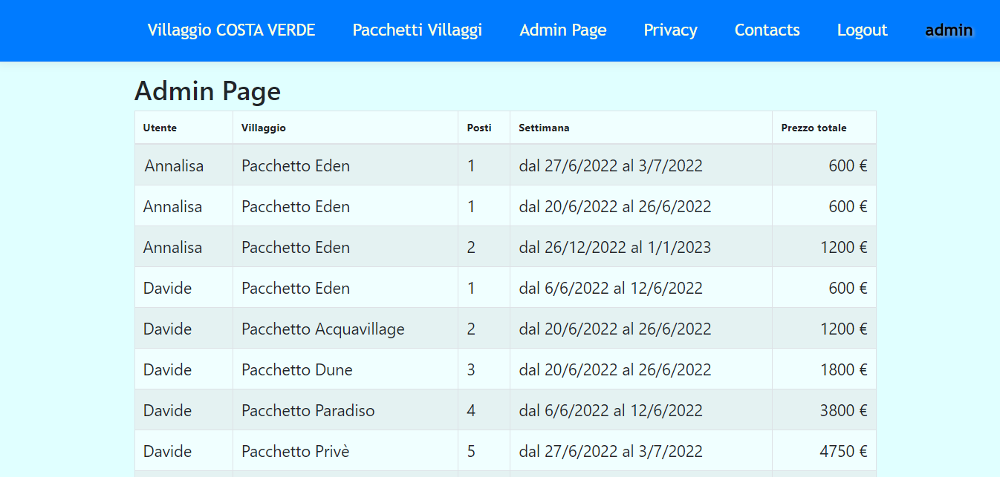 Villaggio COSTA VERDE Pacchetti Villaggi Admin Page Privacy Contacts Logout admin
Admin Page
Utente Villaggio Posti Settimana Prezzo totale
Annalisa Pacchetto Eden 1 dal 27/6/2022 al 3/7/2022 600 €
Annalisa Pacchetto Eden 1 dal 20/6/2022 al 26/6/2022 600 €
Annalisa Pacchetto Eden 2 dal 26/12/2022 al 1/1/2023 1200 €
Davide Pacchetto Eden 1 dal 6/6/2022 al 12/6/2022 600 €
Davide Pacchetto Acquavillage 2 dal 20/6/2022 al 26/6/2022 1200 €
Davide Pacchetto Dune 3 dal 20/6/2022 al 26/6/2022 1800 €
Davide Pacchetto Paradiso 4 dal 6/6/2022 al 12/6/2022 3800 €
Davide Pacchetto Privè 5 dal 27/6/2022 al 3/7/2022 4750 €